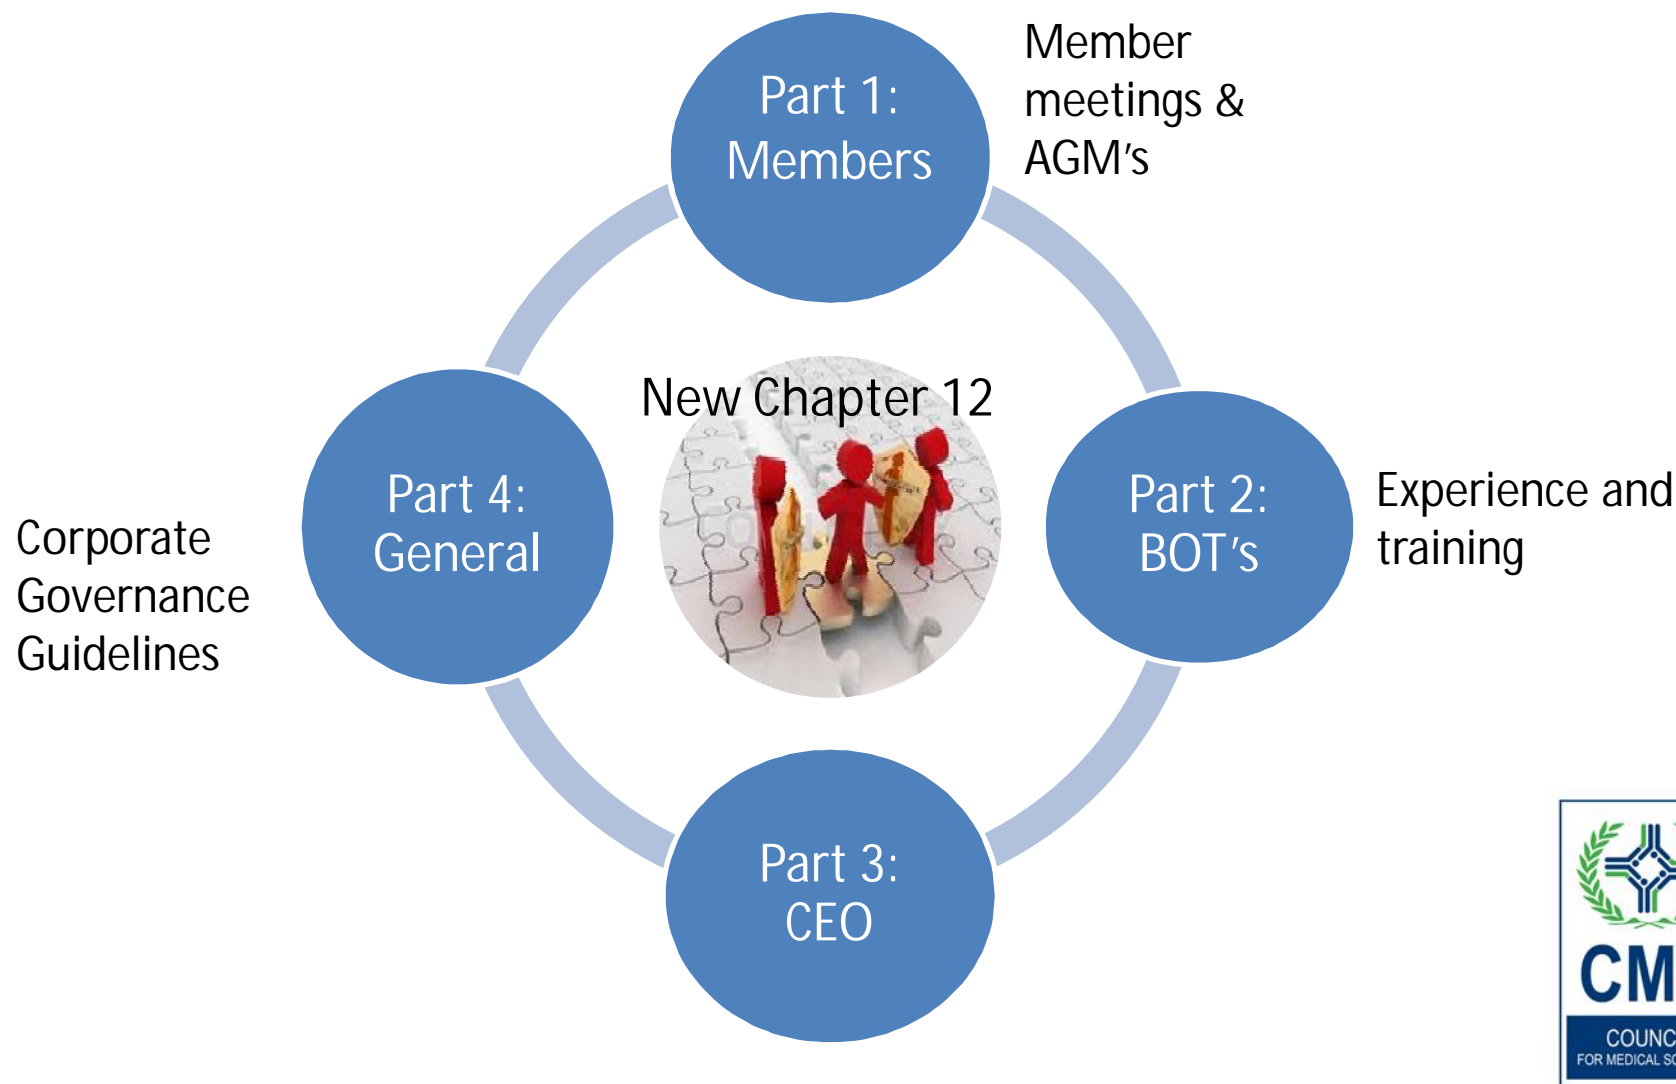 Part 1:
Members
Member
meetings &
AGM's
New Chapter 12
Part 2:
BOT's
Experience and
training
Part 3:
CEO
Part 4:
General
Corporate
Governance
Guidelines
CM
COUNC
FOR MEDICAL SC